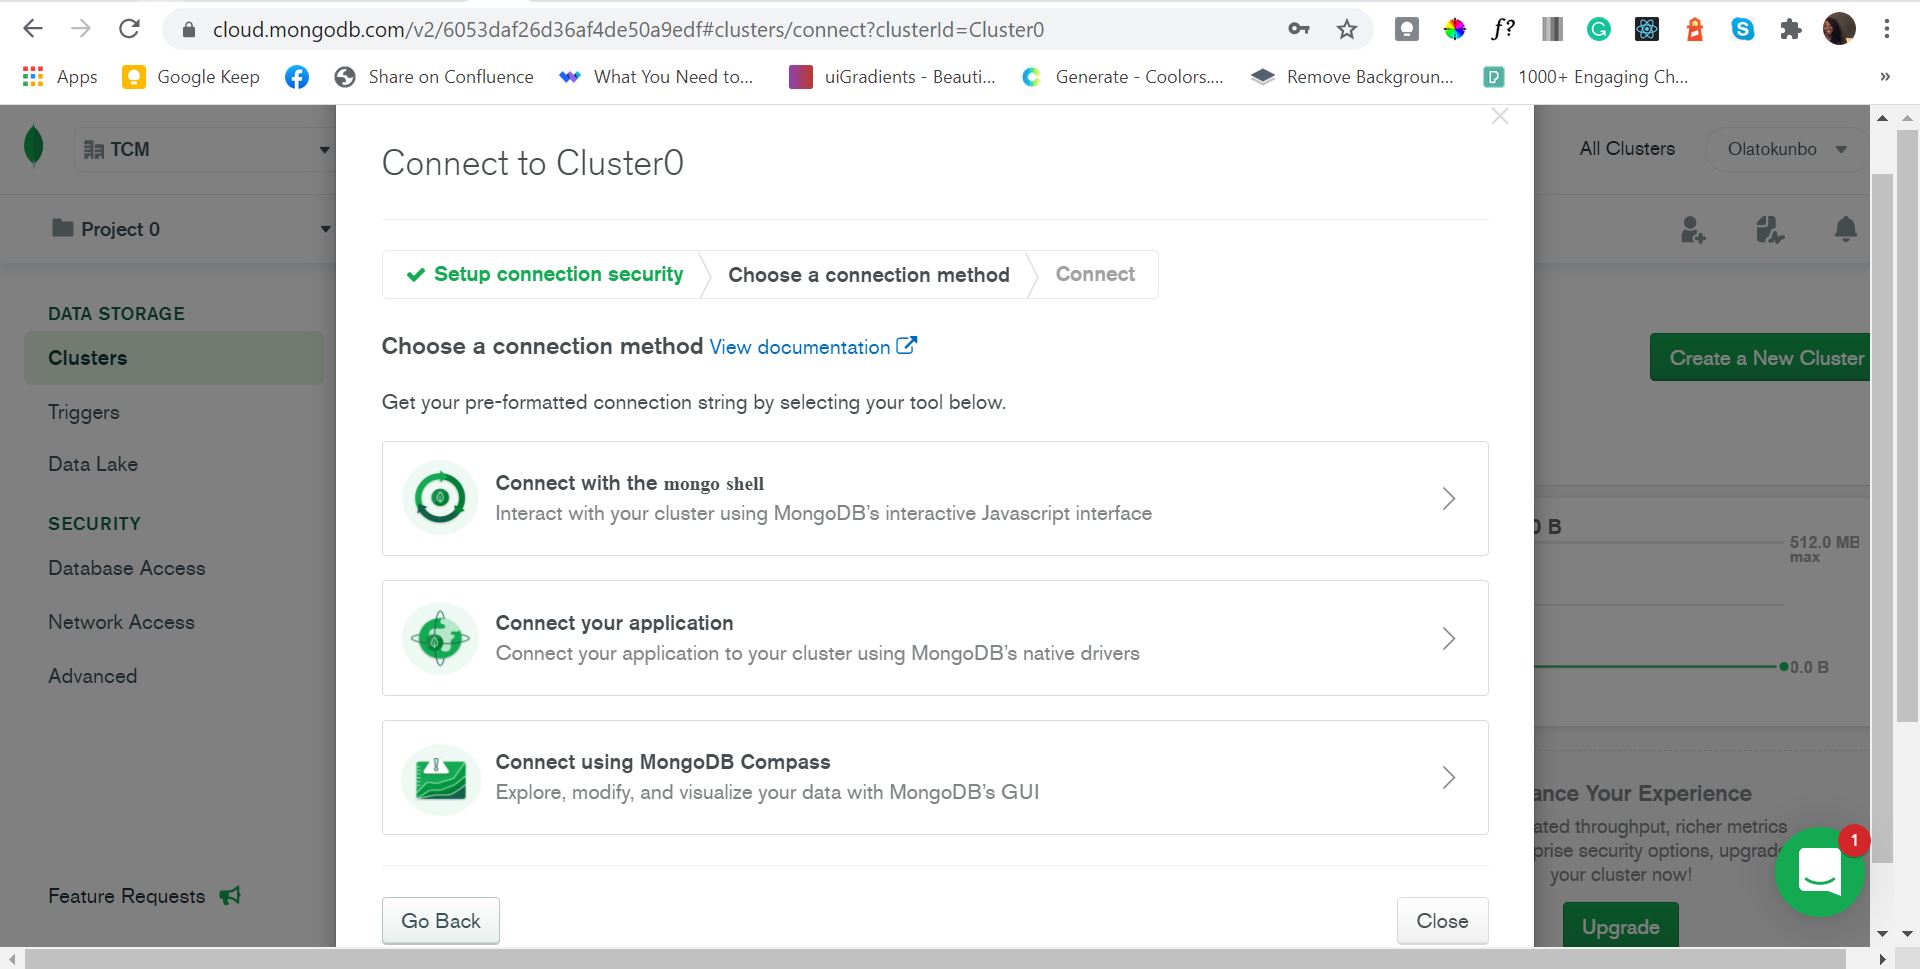 cloud.mongodb.com/v2/6053daf26d36af4de50a9edf#clusters/connect?clusterId=Cluster0
f?
Apps
Google Keep
Share on Confluence
What You Need to...
uiGradients - Beauti...
Generate - Coolors....
Remove Backgroun...
1000+ Engaging Ch...
»
TCM
All Clusters
Olatokunbo
Project 0
Connect to Cluster0
Setup connection security
Choose a connection method
Connect
DATA STORAGE
Clusters
Triggers
Data Lake
SECURITY
Database Access
Network Access
Advanced
Feature Requests
Choose a connection method View documentation
Get your pre-formatted connection string by selecting your tool below.
Connect with the mongo shell
Interact with your cluster using MongoDB's interactive Javascript interface
Connect your application
Connect your application to your cluster using MongoDB's native drivers
Connect using MongoDB Compass
Explore, modify, and visualize your data with MongoDB's GUI
Go Back
Close
Create a New Cluster
0 B
512.0 MB
max
0.0 B
ance Your Experience
ated throughput, richer metrics
prise security options, upgrade
your cluster now!
Upgrade
1